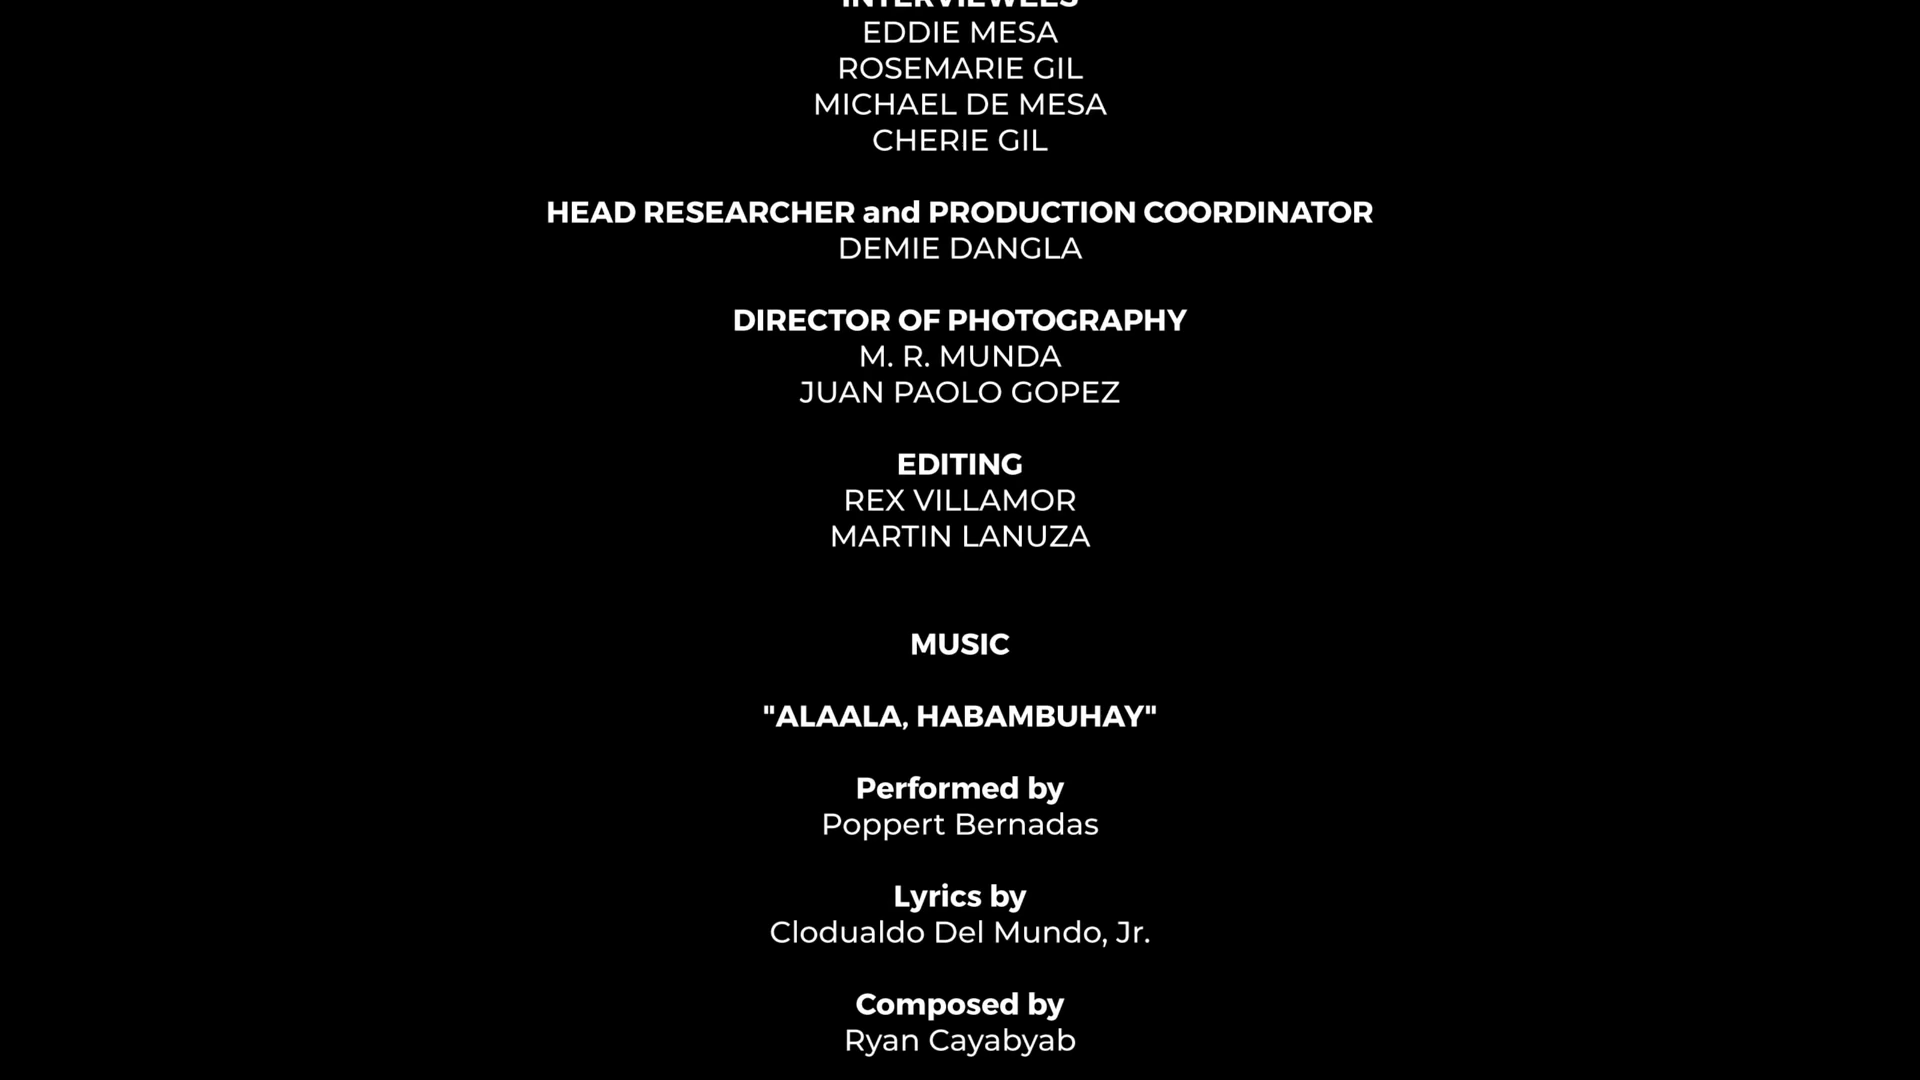 INTERVIEWEES
EDDIE MESA
ROSEMARIE GIL
MICHAEL DE MESA
CHERIE GIL
HEAD RESEARCHER and PRODUCTION COORDINATOR
DEMIE DANGLA
DIRECTOR OF PHOTOGRAPHY
M. R. MUNDA
JUAN PAOLO GOPEZ
EDITING
REX VILLAMOR
MARTIN LANUZA
MUSIC
"ALAALA, HABAMBUHAY"
Performed by
Poppert Bernadas
Lyrics by
Clodualdo Del Mundo, Jr.
Composed by
Ryan Cayabyab